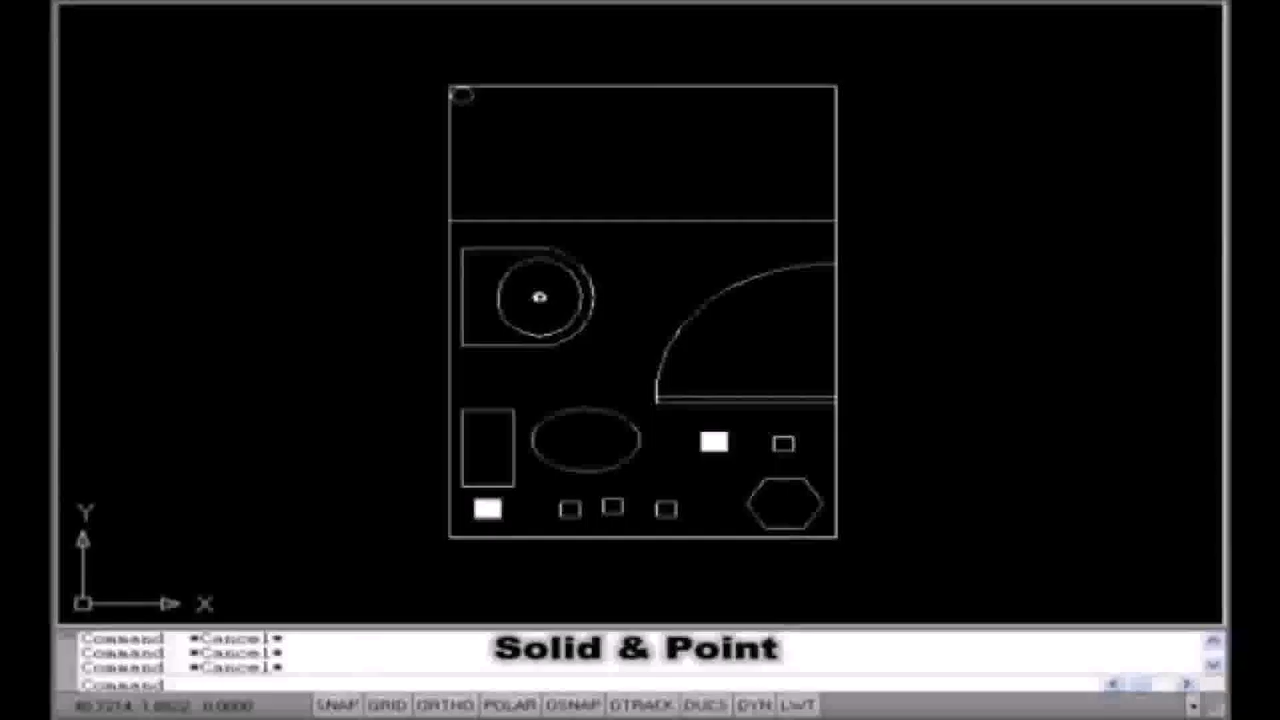 Y
X
Command *Cancel*
Command *Cancel*
Command *Cancel*
Solid & Point
Command
SNAP GRID ORTHO POLAR OSNAP OTRACK DUCS DYN LWT